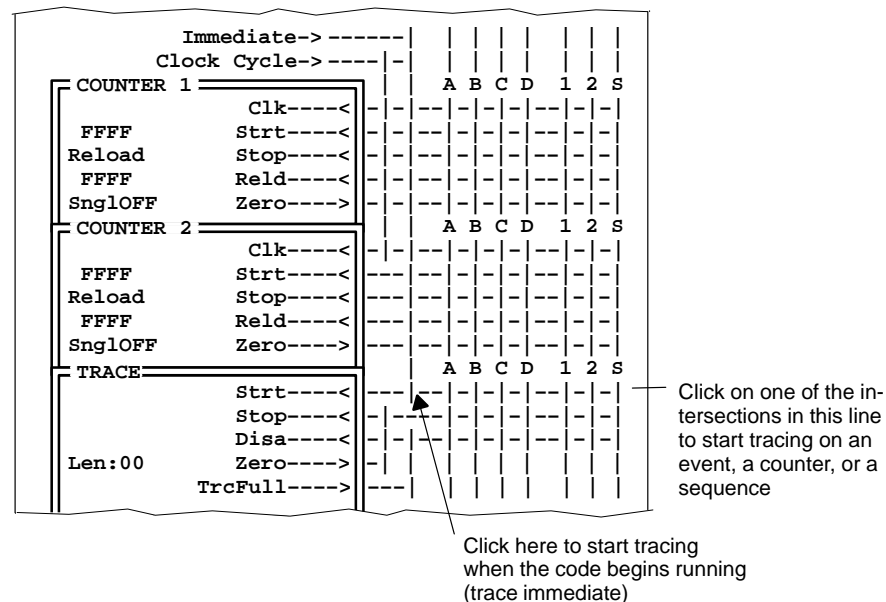 Immediate-> ------|  |  |  |  |  |  |  |
Clock Cycle-> ----|-|  |  |  |  |  |  |  |
COUNTER 1  A B C D 1 2 S
Clk----< |-|-|--|-|-|-|--|-|-|
FFFF Strt----< |-|-|--|-|-|-|--|-|-|
Reload Stop----< |-|-|--|-|-|-|--|-|-|
FFFF Reld----< |-|-|--|-|-|-|--|-|-|
SnglOFF Zero----> |-|-|--|-|-|-|--|-|-|
COUNTER 2  A B C D 1 2 S
Clk----< |-|-|--|-|-|-|--|-|-|
FFFF Strt----< |---|--|-|-|-|--|-|-|
Reload Stop----< |---|--|-|-|-|--|-|-|
FFFF Reld----< |---|--|-|-|-|--|-|-|
SnglOFF Zero----> |---|--|-|-|-|--|-|-|
TRACE  A B C D 1 2 S
Strt----< |---|--|-|-|-|--|-|-|
Stop----< |-|----|-|-|-|--|-|-|
Disa----< |-|-|--|-|-|-|--|-|-|
Len:00 Zero----> |-| |  |  |  |  |  |  |  |
TrcFull----> |---|  |  |  |  |  |  |  |
Click on one of the in-
tersections in this line
to start tracing on an
event, a counter, or a
sequence
Click here to start tracing
when the code begins running
(trace immediate)